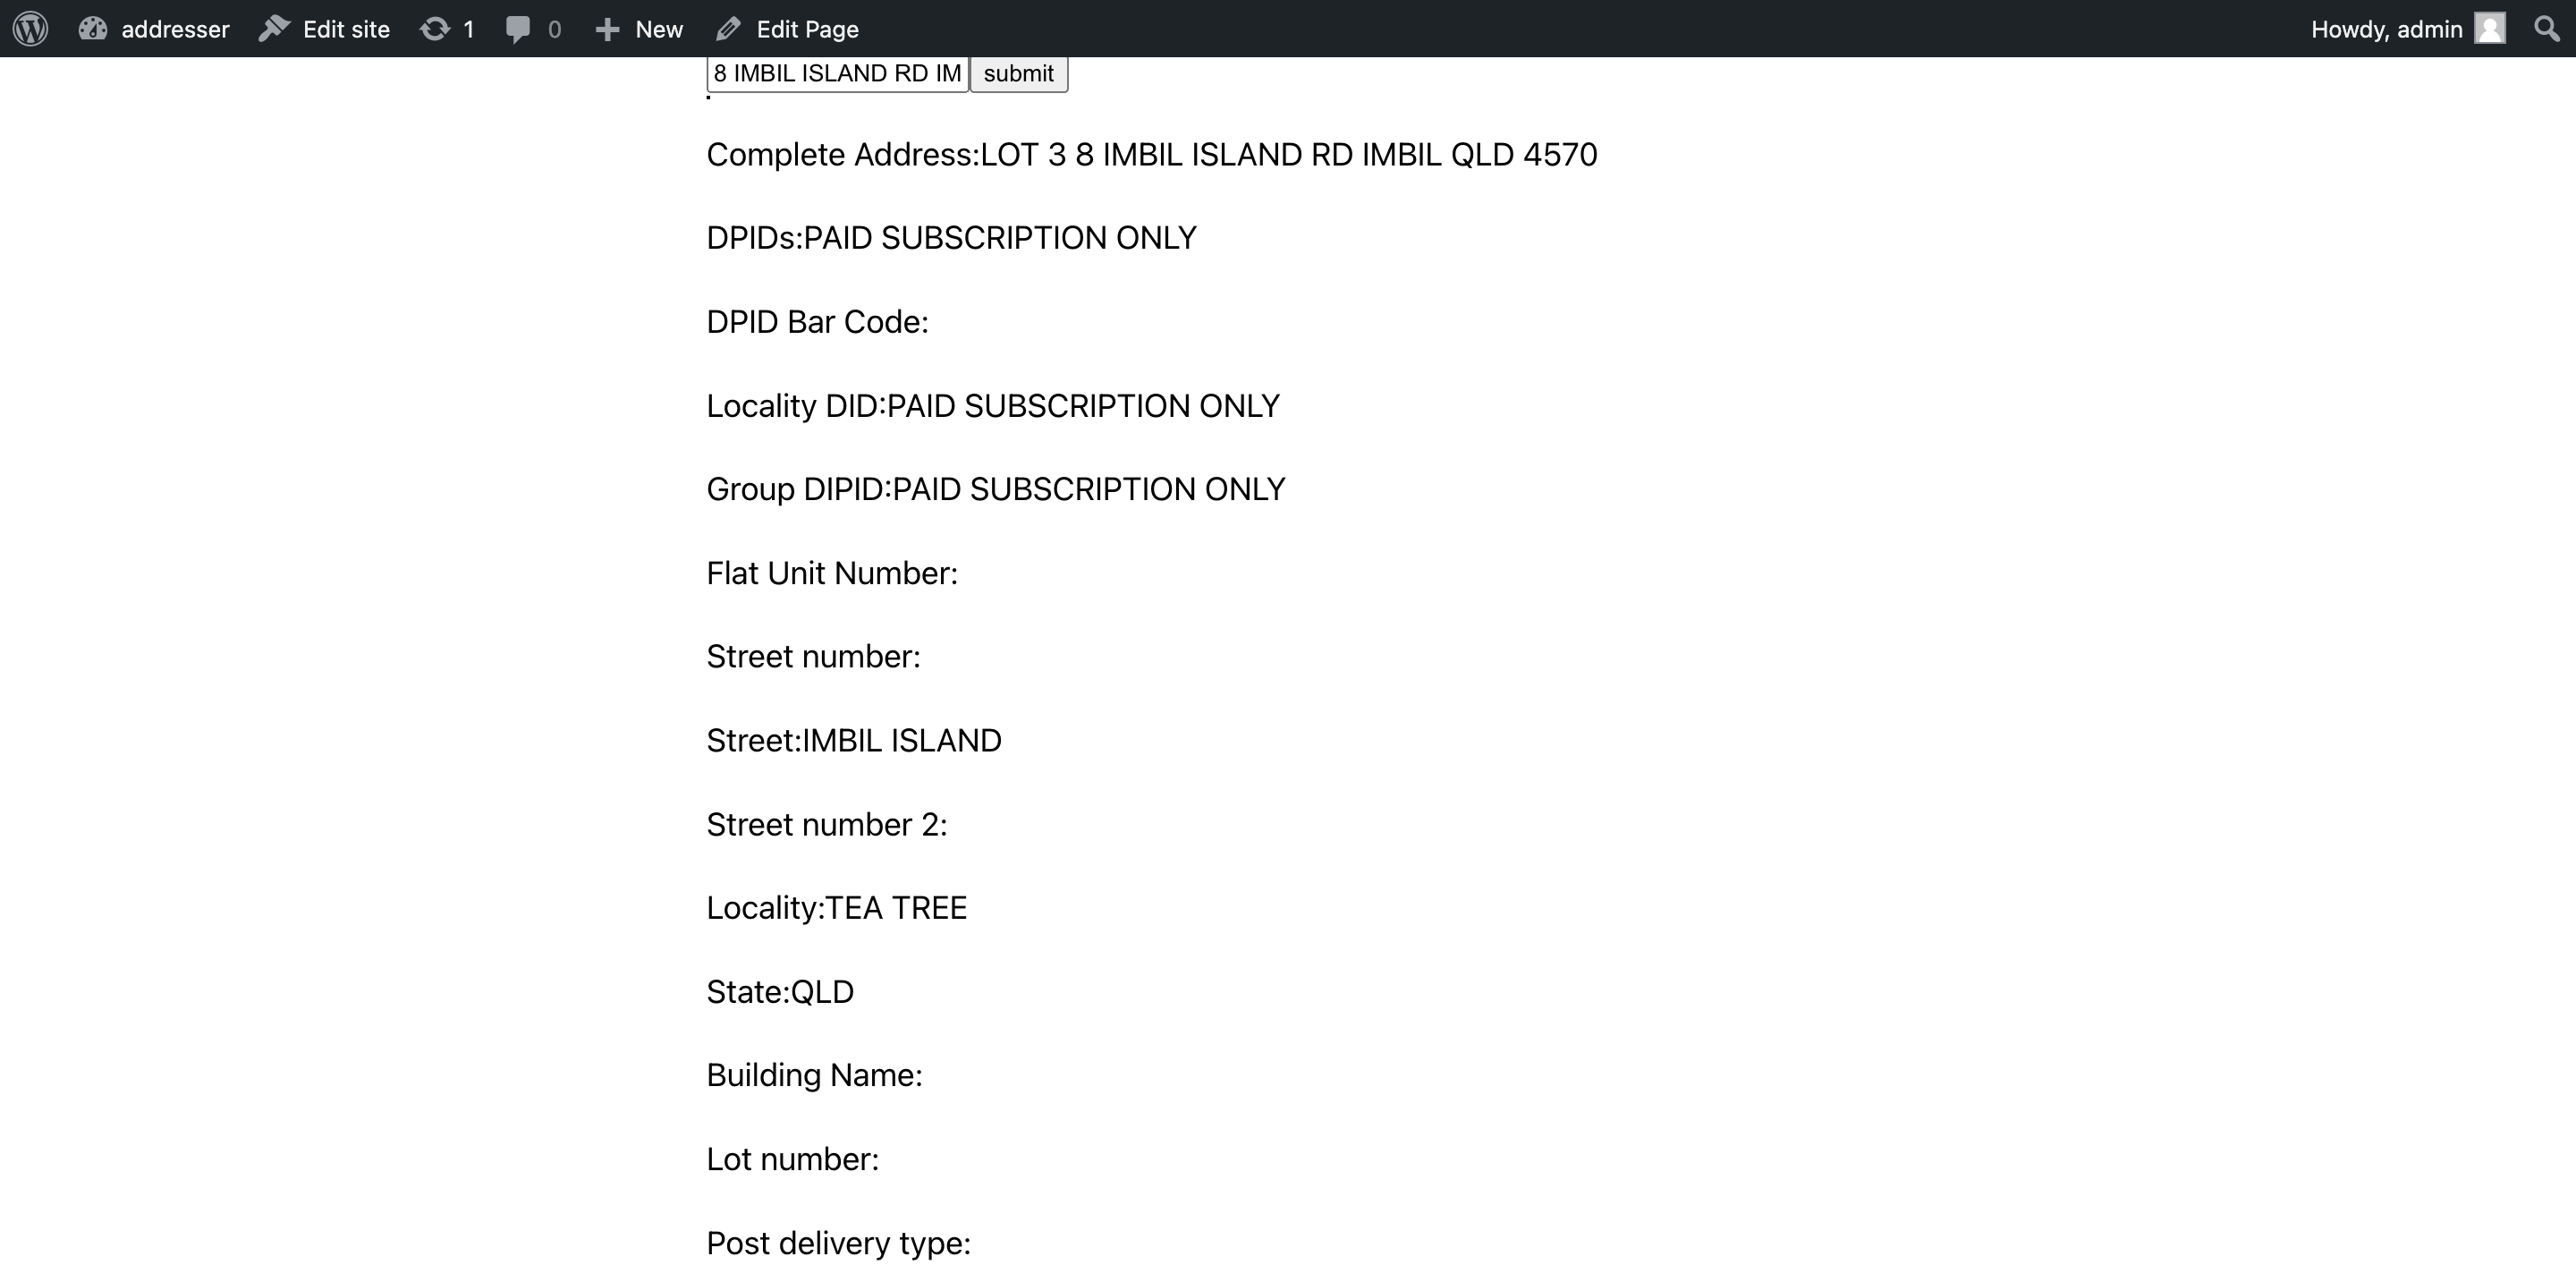 addresser Edit site 1 0 New Edit Page Howdy, admin
8 IMBIL ISLAND RD IM submit
Complete Address:LOT 3 8 IMBIL ISLAND RD IMBIL QLD 4570
DPIDs:PAID SUBSCRIPTION ONLY
DPID Bar Code:
Locality DID:PAID SUBSCRIPTION ONLY
Group DIPID:PAID SUBSCRIPTION ONLY
Flat Unit Number:
Street number:
Street:IMBIL ISLAND
Street number 2:
Locality:TEA TREE
State:QLD
Building Name:
Lot number:
Post delivery type: